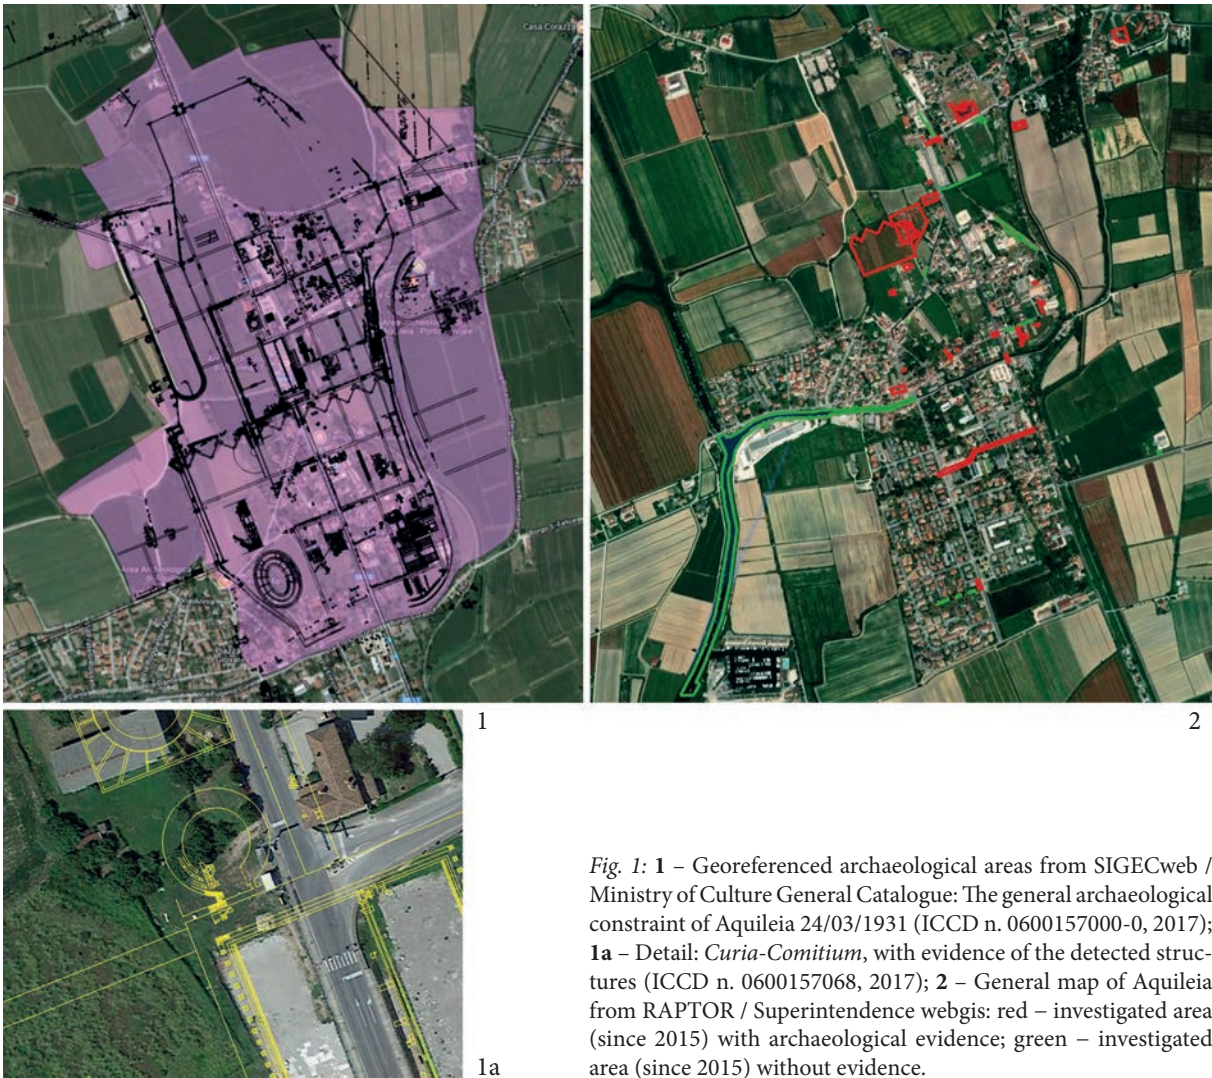 Casa Corazza
Area Archeologica
Piazza
1
2
1a
Fig. 1: 1 – Georeferenced archaeological areas from SIGECweb /
Ministry of Culture General Catalogue: The general archaeological
constraint of Aquileia 24/03/1931 (ICCD n. 0600157000-0, 2017);
1a – Detail: Curia-Comitium, with evidence of the detected struc-
tures (ICCD n. 0600157068, 2017); 2 – General map of Aquileia
from RAPTOR / Superintendence webgis: red – investigated area
(since 2015) with archaeological evidence; green – investigated
area (since 2015) without evidence.